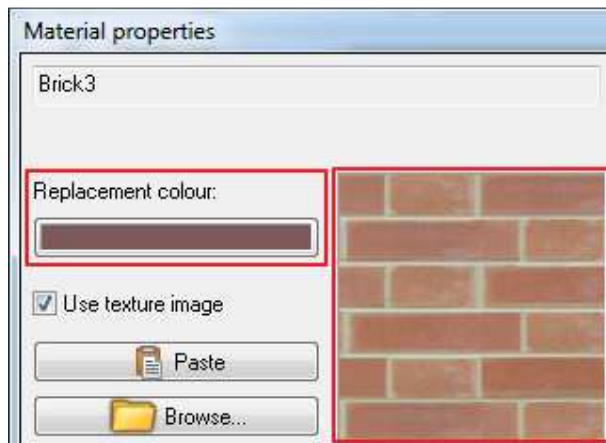 Material properties
Brick3
Replacement colour:
Use texture image
Paste
Browse...